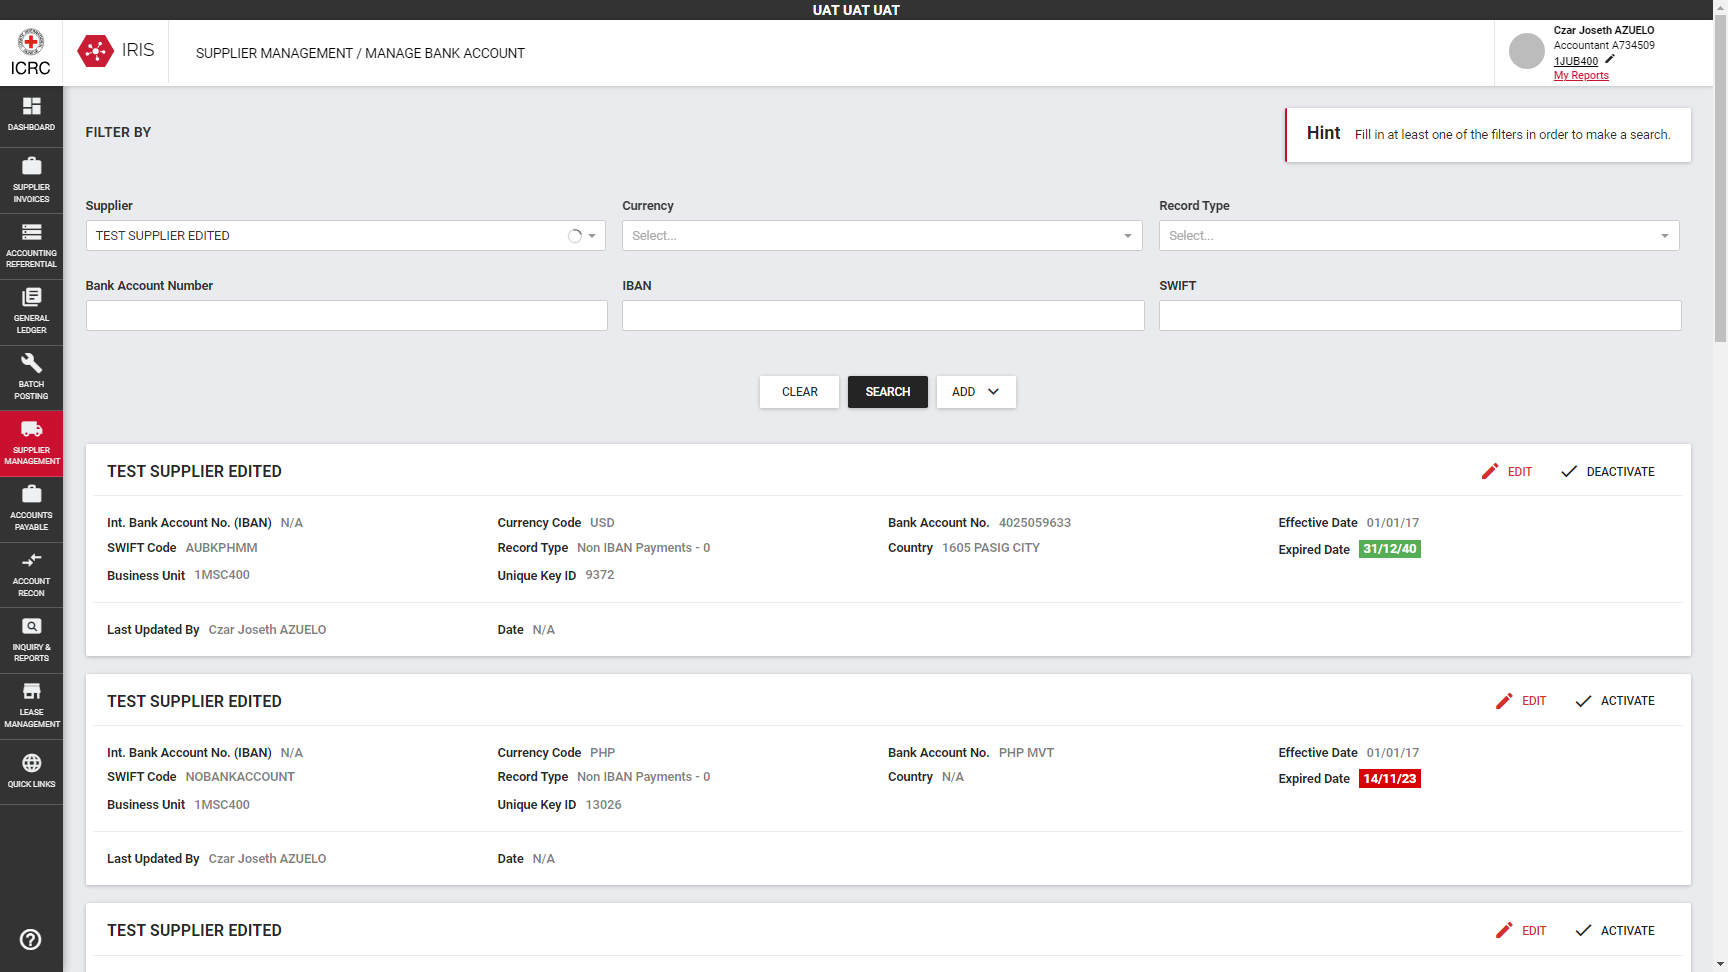 UAT UAT UAT
ICRC
IRIS
SUPPLIER MANAGEMENT / MANAGE BANK ACCOUNT
Czar Joseth AZUELO
Accountant A734509
1JUB400
My Reports
DASHBOARD
SUPPLIER
INVOICES
ACCOUNTING
REFERENTIAL
GENERAL
LEDGER
BATCH
POSTING
SUPPLIER
MANAGEMENT
ACCOUNTS
PAYABLE
ACCOUNT
RECON
INQUIRY &
REPORTS
LEASE
MANAGEMENT
QUICK LINKS
FILTER BY
Hint Fill in at least one of the filters in order to make a search.
Supplier Currency Record Type
TEST SUPPLIER EDITED Select... Select...
Bank Account Number IBAN SWIFT
CLEAR SEARCH ADD
TEST SUPPLIER EDITED EDIT DEACTIVATE
Int. Bank Account No. (IBAN) N/A Currency Code USD Bank Account No. 4025059633 Effective Date 01/01/17
SWIFT Code AUBKPHMM Record Type Non IBAN Payments - 0 Country 1605 PASIG CITY Expired Date 31/12/40
Business Unit 1MSC400 Unique Key ID 9372
Last Updated By Czar Joseth AZUELO Date N/A
TEST SUPPLIER EDITED EDIT ACTIVATE
Int. Bank Account No. (IBAN) N/A Currency Code PHP Bank Account No. PHP MVT Effective Date 01/01/17
SWIFT Code NOBANKACCOUNT Record Type Non IBAN Payments - 0 Country N/A Expired Date 14/11/23
Business Unit 1MSC400 Unique Key ID 13026
Last Updated By Czar Joseth AZUELO Date N/A
TEST SUPPLIER EDITED EDIT ACTIVATE